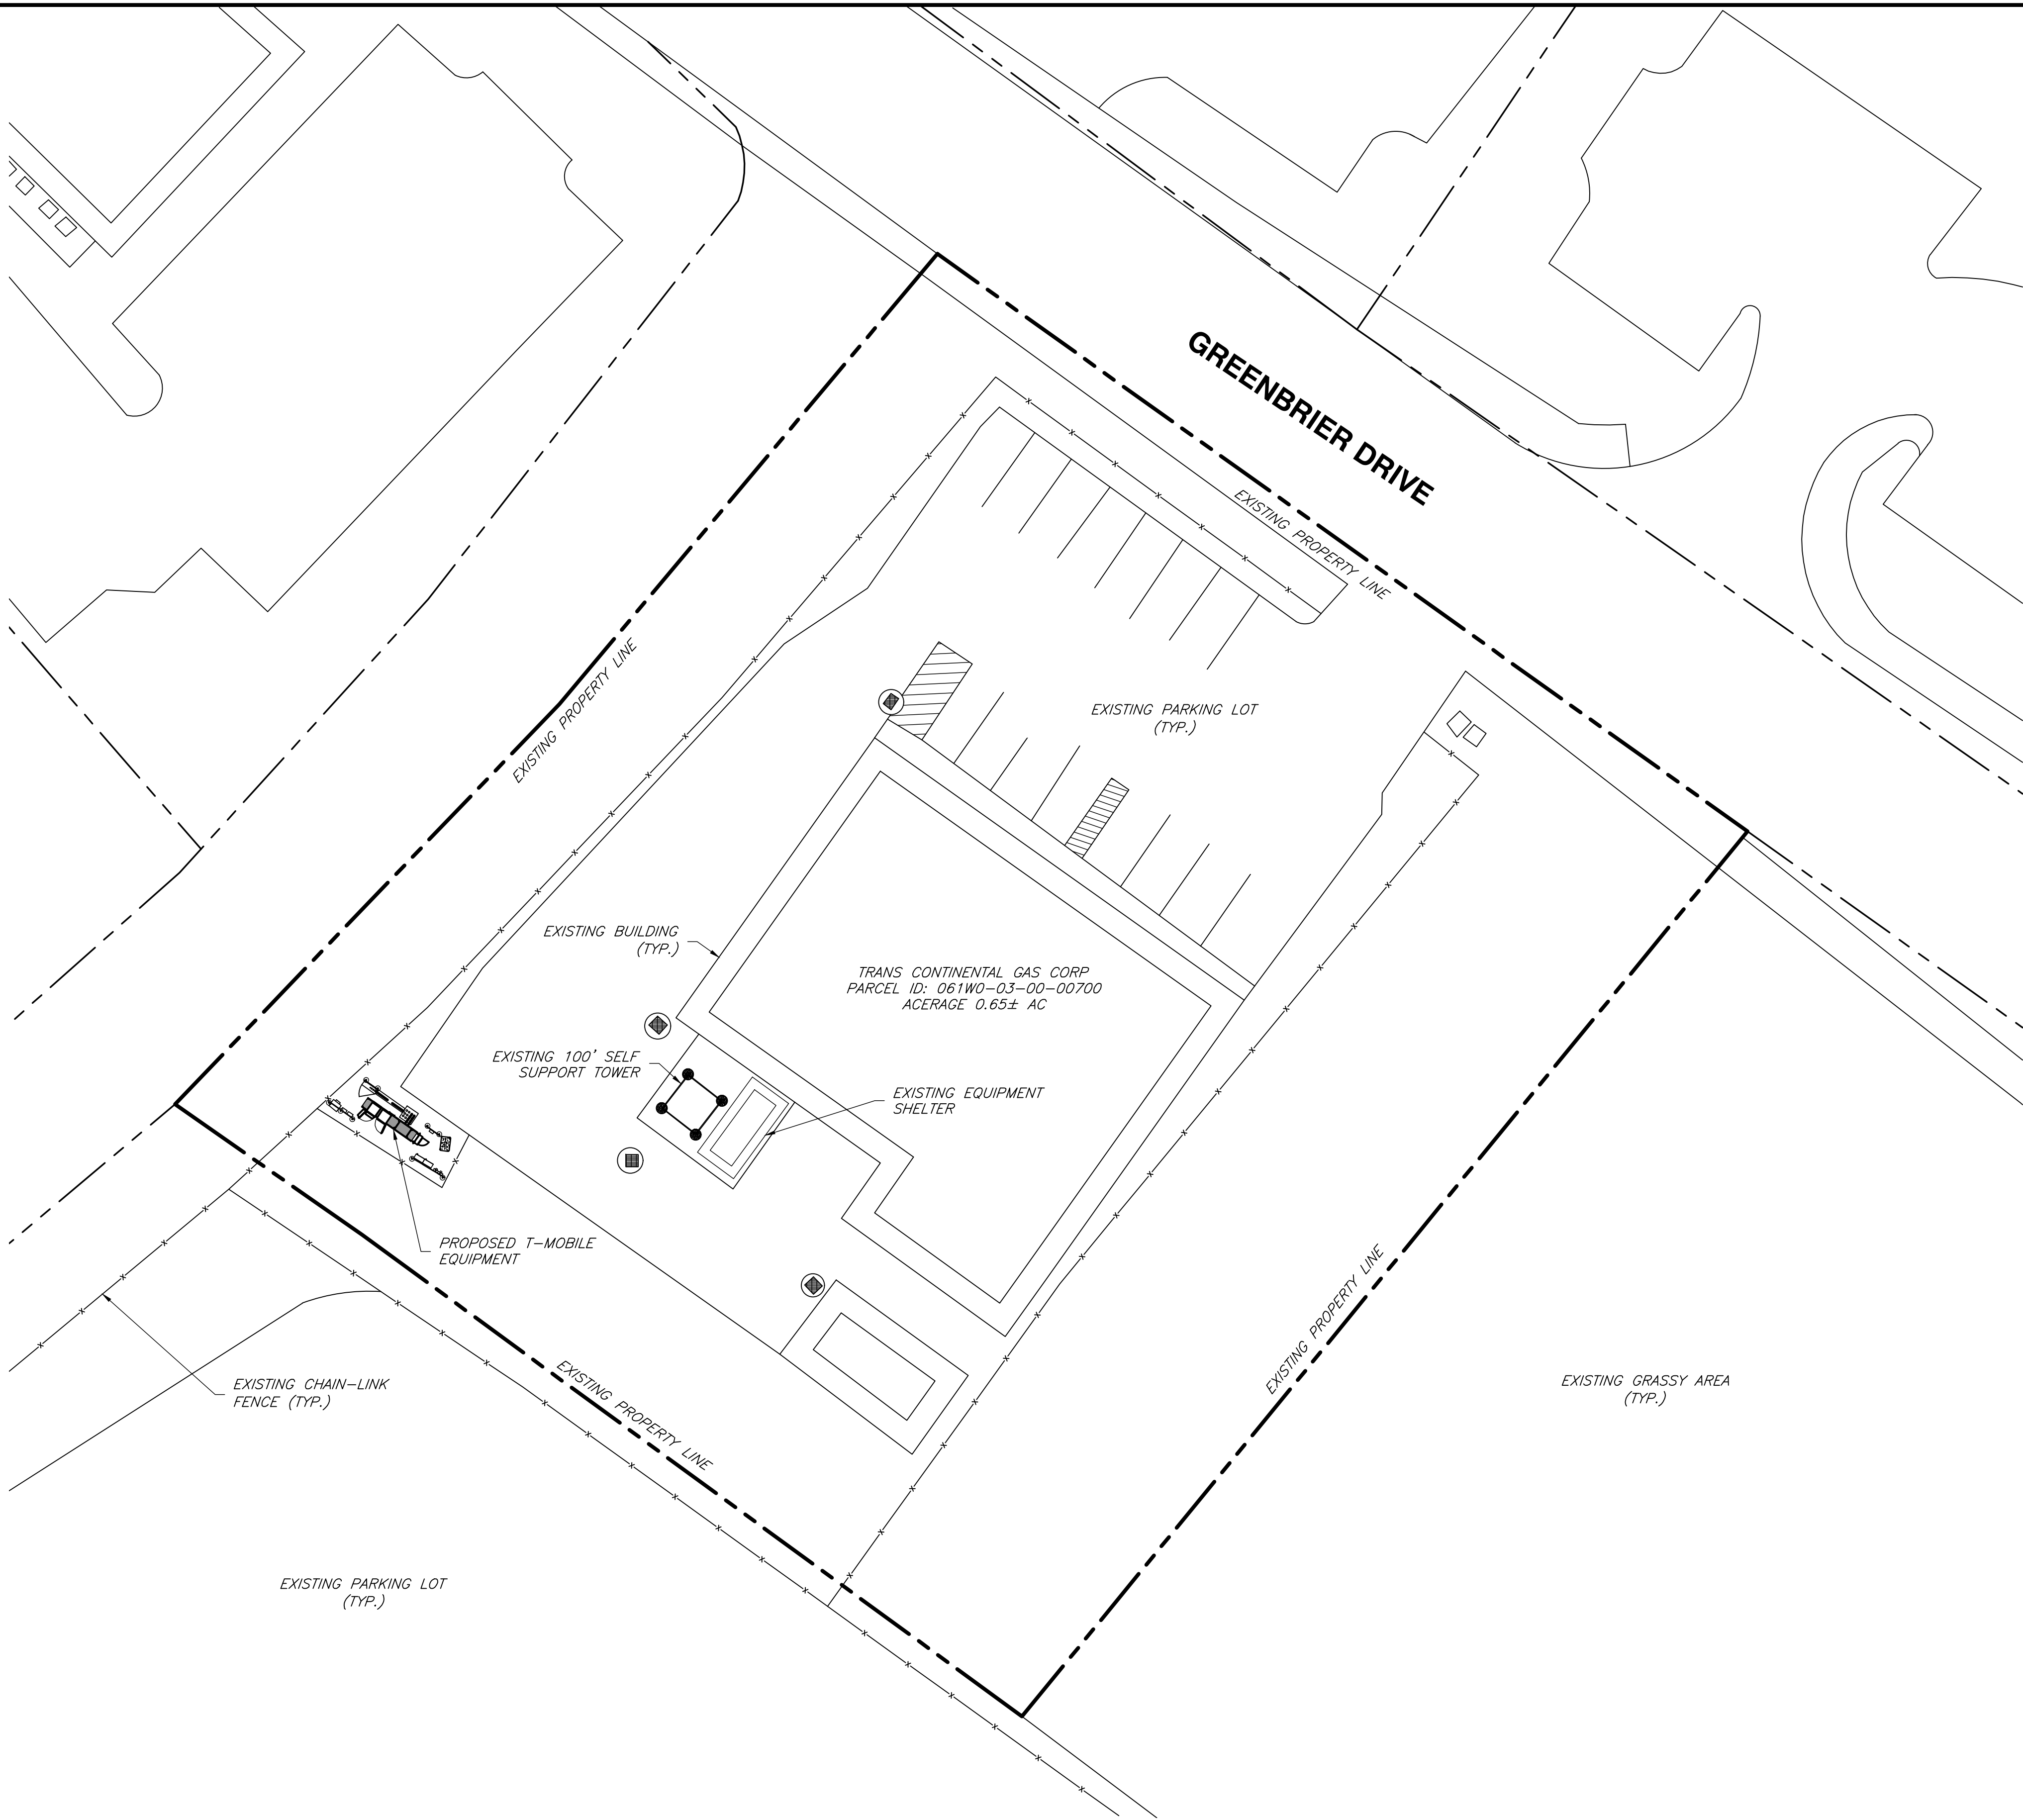 GREENBRIER DRIVE
EXISTING PROPERTY LINE
EXISTING PROPERTY LINE
EXISTING PARKING LOT
(TYP.)
EXISTING BUILDING
(TYP.)
TRANS CONTINENTAL GAS CORP
PARCEL ID: 061W0-03-00-00700
ACERAGE 0.65± AC
EXISTING 100' SELF
SUPPORT TOWER
EXISTING EQUIPMENT
SHELTER
PROPOSED T-MOBILE
EQUIPMENT
EXISTING PROPERTY LINE
EXISTING CHAIN-LINK
FENCE (TYP.)
EXISTING PROPERTY LINE
EXISTING GRASSY AREA
(TYP.)
EXISTING PARKING LOT
(TYP.)